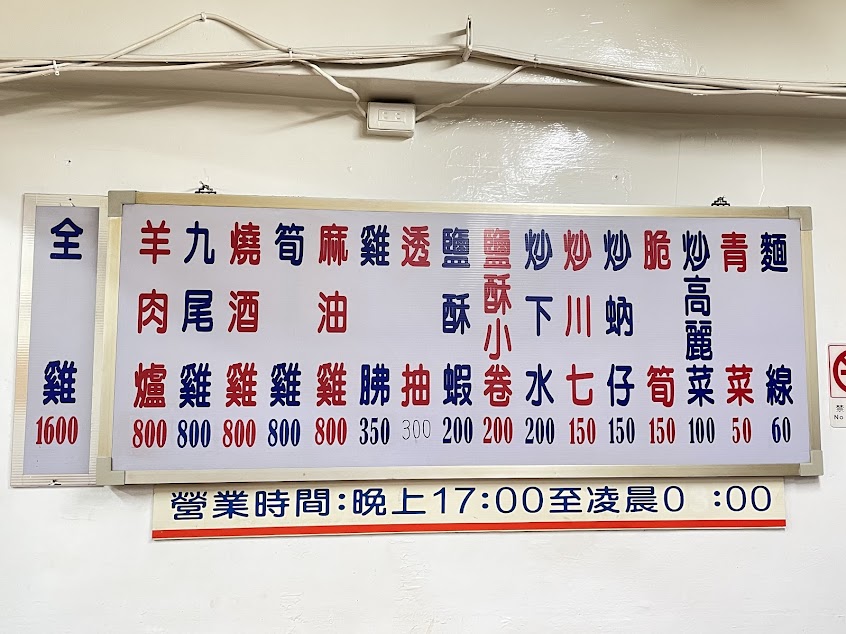 全雞 1600
羊肉爐 800
九尾雞 800
燒酒雞 800
筍雞 800
麻油雞 800
雞胇 350
透抽 300
鹽酥蝦 200
鹽酥小卷 200
炒下水 200
炒川七 150
炒蚋仔 150
脆筍 150
炒高麗菜 100
青菜 50
麵線 60
營業時間:晚上17:00至凌晨0 :00
禁
No